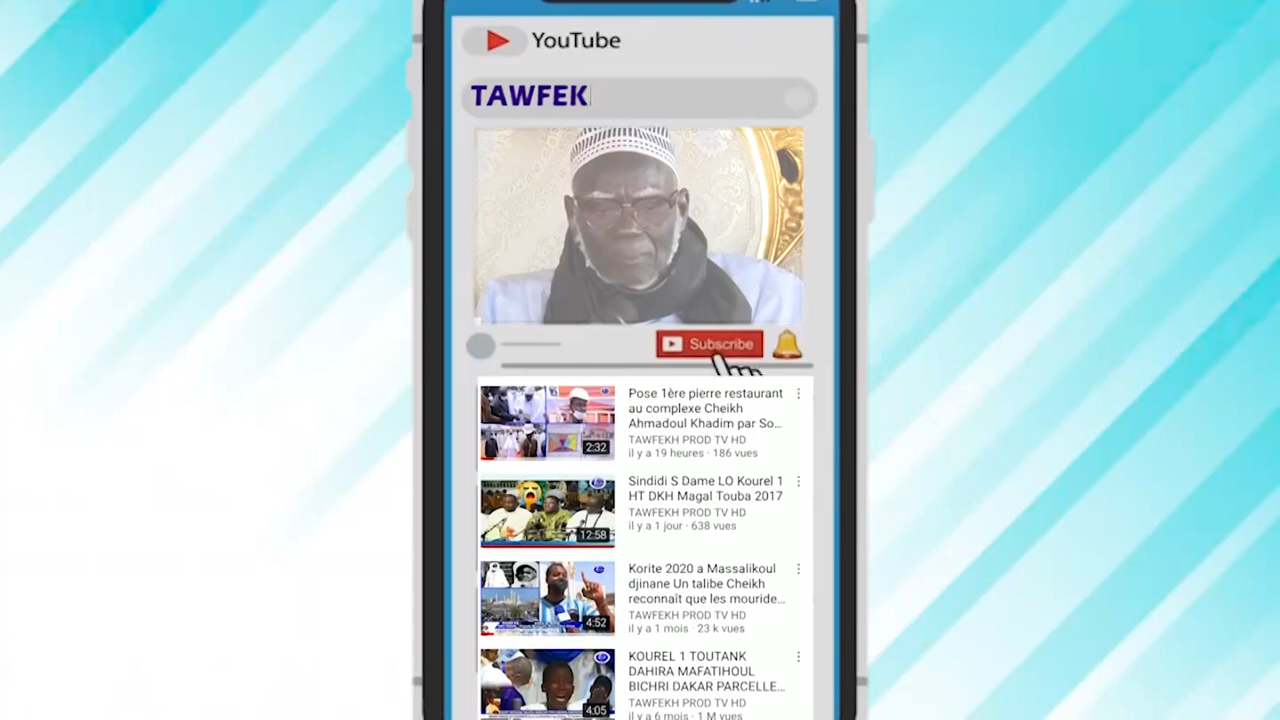 YouTube
TAWFEK
Subscribe
Pose 1ère pierre restaurant
au complexe Cheikh
Ahmadoul Khadim par So...
TAWFEKH PROD TV HD
il y a 19 heures · 186 vues
2:32
Sindidi S Dame LO Kourel 1
HT DKH Magal Touba 2017
TAWFEKH PROD TV HD
il y a 1 jour · 638 vues
12:58
Korite 2020 a Massalikoul
djinane Un talibe Cheikh
reconnaît que les mouride...
TAWFEKH PROD TV HD
il y a 1 mois · 23 k vues
4:52
KOUREL 1 TOUTANK
DAHIRA MAFATIHOUL
BICHRI DAKAR PARCELLE...
TAWFEKH PROD TV HD
il y a 6 mois · 1 M vues
4:05